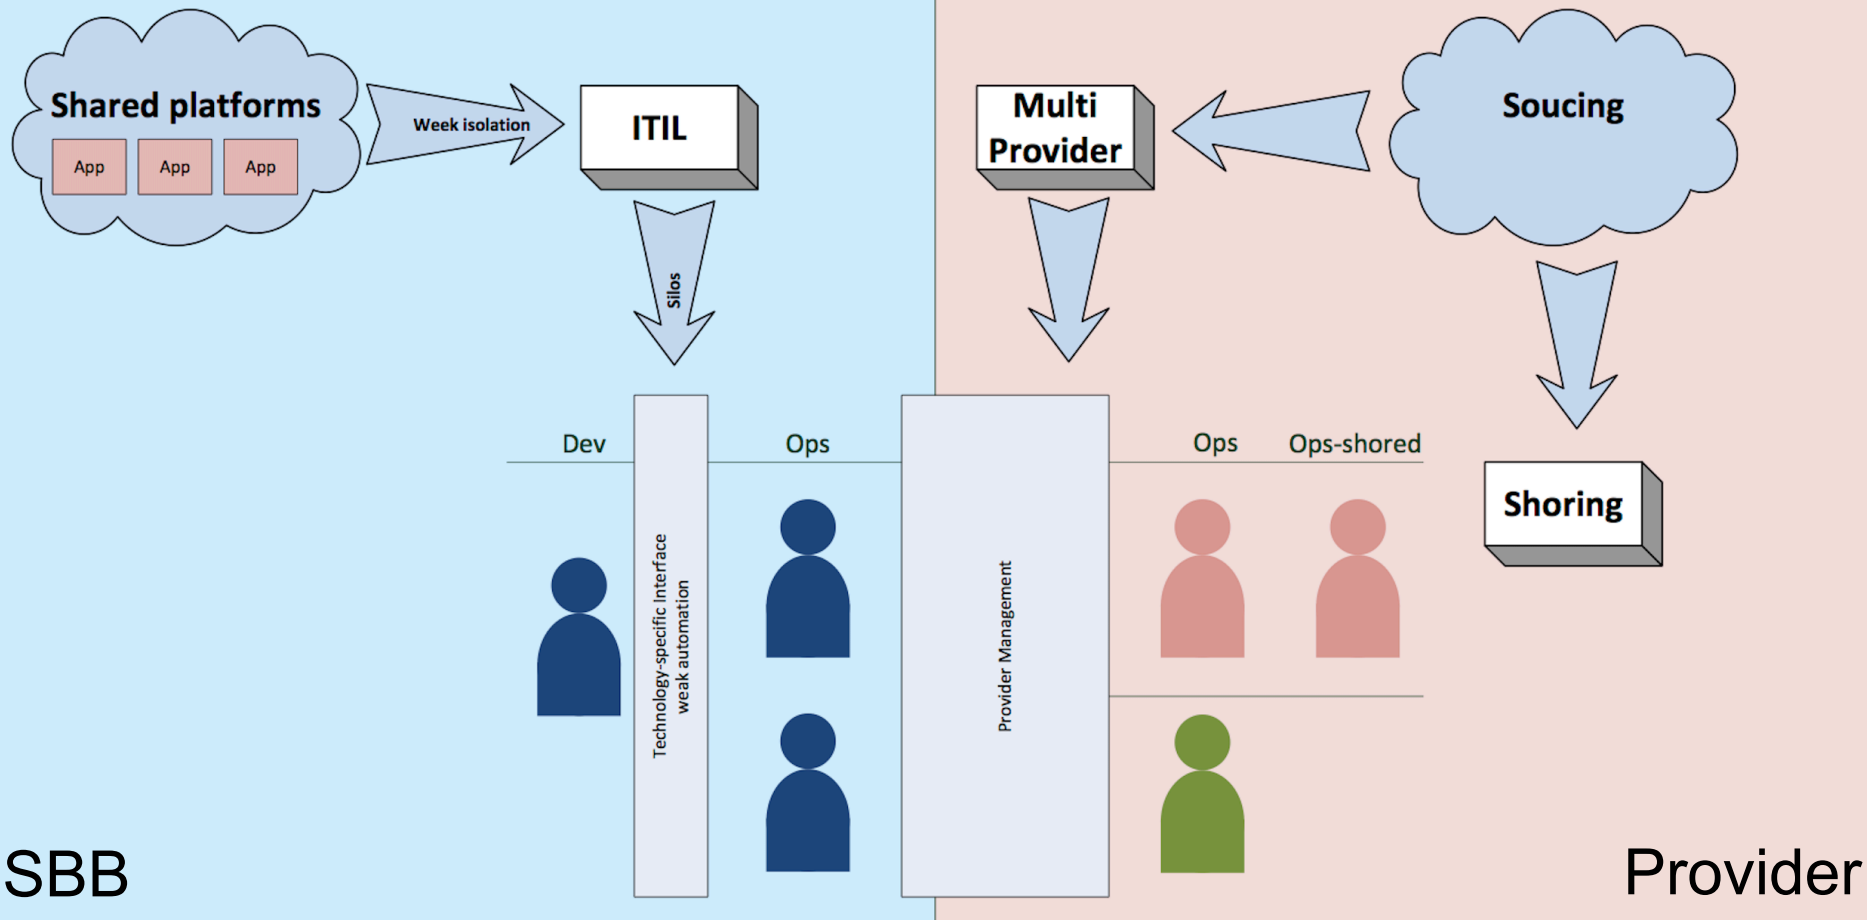 Shared platforms
App App App
Week isolation
ITIL
Silos
Multi
Provider
Soucing
Shoring
Dev
Ops
Ops
Ops-shored
Technology-specific Interface
weak automation
Provider Management
SBB
Provider